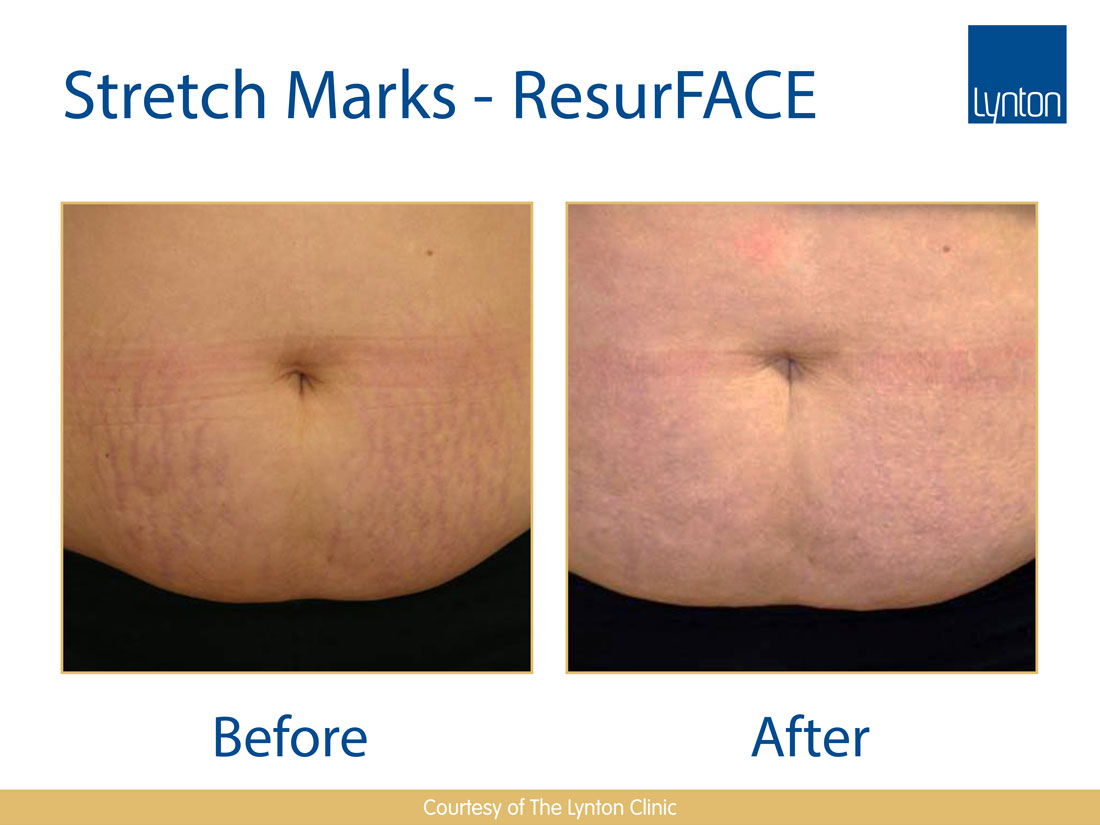 Stretch Marks - ResurFACE
Lynton
Before
After
Courtesy of The Lynton Clinic